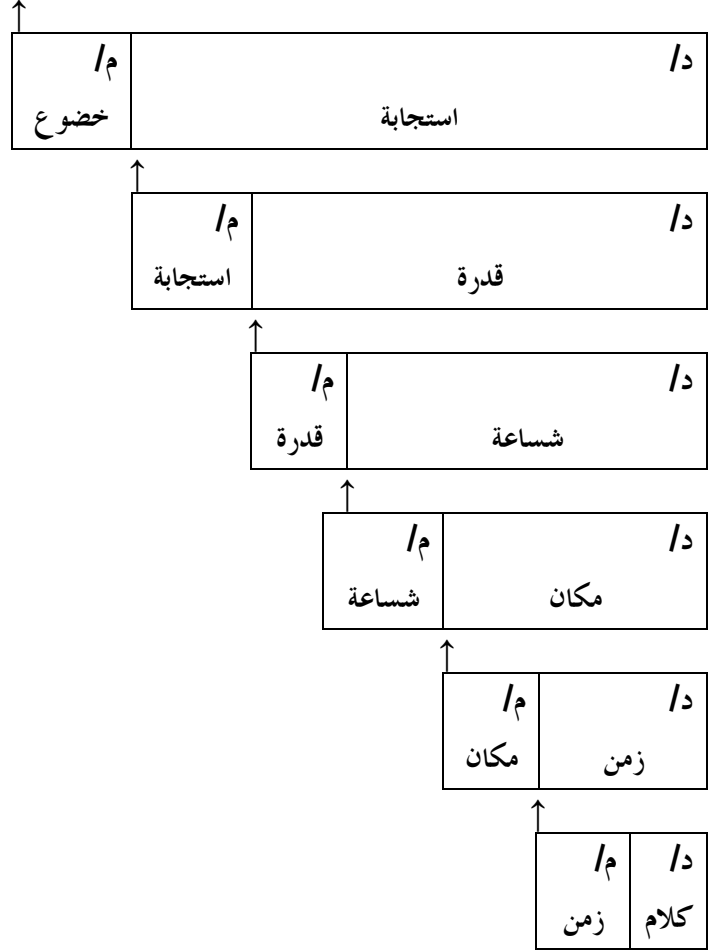 ↑
د/ م/
استجابة خضوع
↑
د/ م/
قدرة استجابة
↑
د/ م/
شساعة قدرة
↑
د/ م/
مكان شساعة
↑
د/ م/
زمن مكان
↑
د/ م/
كلام زمن